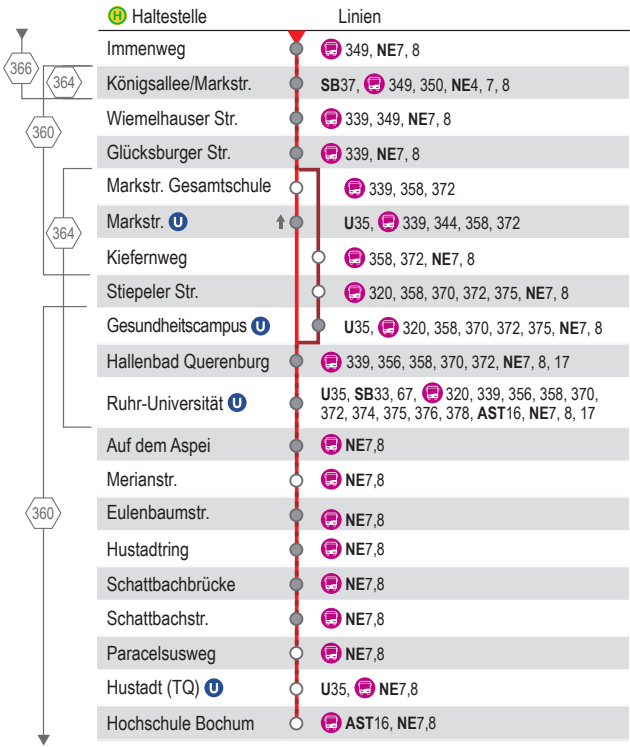 H Haltestelle Linien
366
364
360
364
360
Immenweg 349, NE7, 8
Königsallee/Markstr. SB37, 349, 350, NE4, 7, 8
Wiemelhauser Str. 339, 349, NE7, 8
Glücksburger Str. 339, NE7, 8
Markstr. Gesamtschule 339, 358, 372
Markstr. U U35, 339, 344, 358, 372
Kiefernweg 358, 372, NE7, 8
Stiepeler Str. 320, 358, 370, 372, 375, NE7, 8
Gesundheitscampus U U35, 320, 358, 370, 372, 375, NE7, 8
Hallenbad Querenburg 339, 356, 358, 370, 372, NE7, 8, 17
Ruhr-Universität U U35, SB33, 67, 320, 339, 356, 358, 370,
372, 374, 375, 376, 378, AST16, NE7, 8, 17
Auf dem Aspei NE7,8
Merianstr. NE7,8
Eulenbaumstr. NE7,8
Hustadtring NE7,8
Schattbachbrücke NE7,8
Schattbachstr. NE7,8
Paracelsusweg NE7,8
Hustadt (TQ) U U35, NE7,8
Hochschule Bochum AST16, NE7,8